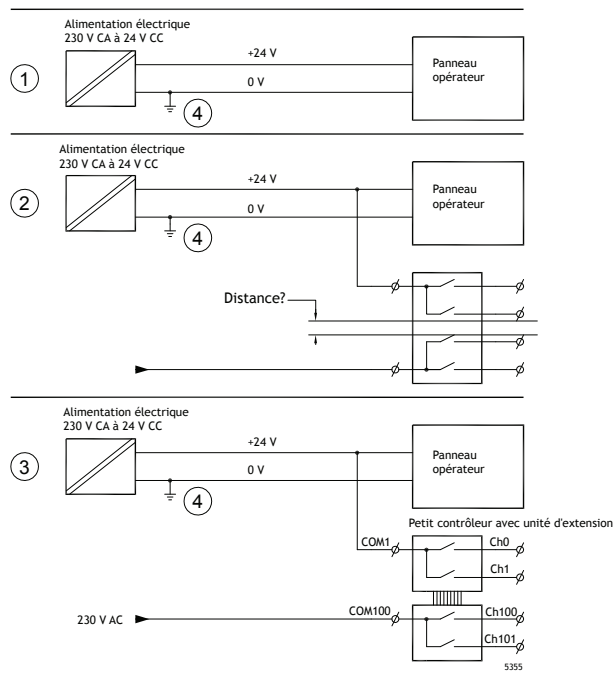 Alimentation électrique
230 V CA à 24 V CC
+24 V
0 V
Panneau
opérateur
1
4
Alimentation électrique
230 V CA à 24 V CC
+24 V
0 V
Panneau
opérateur
2
4
Distance?
Alimentation électrique
230 V CA à 24 V CC
+24 V
0 V
Panneau
opérateur
3
4
Petit contrôleur avec unité d'extension
COM1
Ch0
Ch1
230 V AC
COM100
Ch100
Ch101
5355